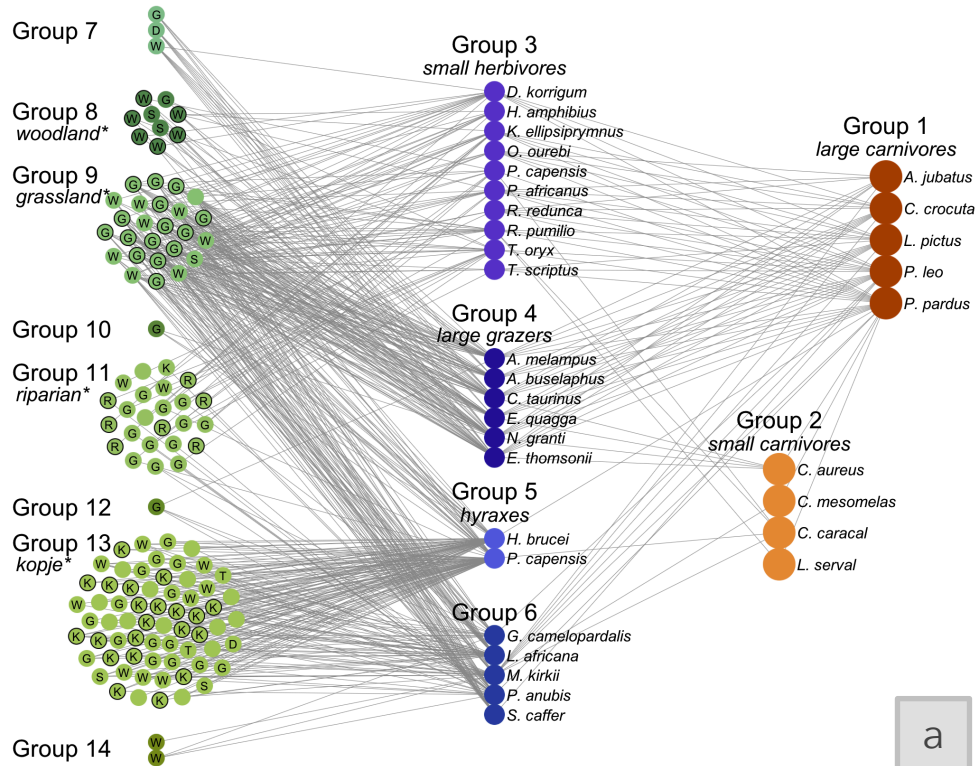 Group 7
G
D
W
Group 8
woodland*
W G
W S W
S
W W
W
Group 9
grassland*
G G G
W W G W G
G W G G
G G G G W
W G G W S
W G
Group 10
G
Group 11
riparian*
K
W W R
R G G R
G G G
R G R G G
R G G G R
G G G
Group 12
G
Group 13
kopje*
K W G
W G G G W T
K K K K G W W
W G K K K K K
G K K K K
K K G K G G T D
G K K G G G G G
S W W W K S
K K
Group 14
W
W
Group 3
small herbivores
D. korrigum
H. amphibius
K. ellipsiprymnus
O. ourebi
P. capensis
P. africanus
R. redunca
R. pumilio
T. oryx
T. scriptus
Group 4
large grazers
A. melampus
A. buselaphus
C. taurinus
E. quagga
N. granti
E. thomsonii
Group 5
hyraxes
H. brucei
P. capensis
Group 6
G. camelopardalis
L. africana
M. kirkii
P. anubis
S. caffer
Group 1
large carnivores
A. jubatus
C. crocuta
L. pictus
P. leo
P. pardus
Group 2
small carnivores
C. aureus
C. mesomelas
C. caracal
L. serval
a